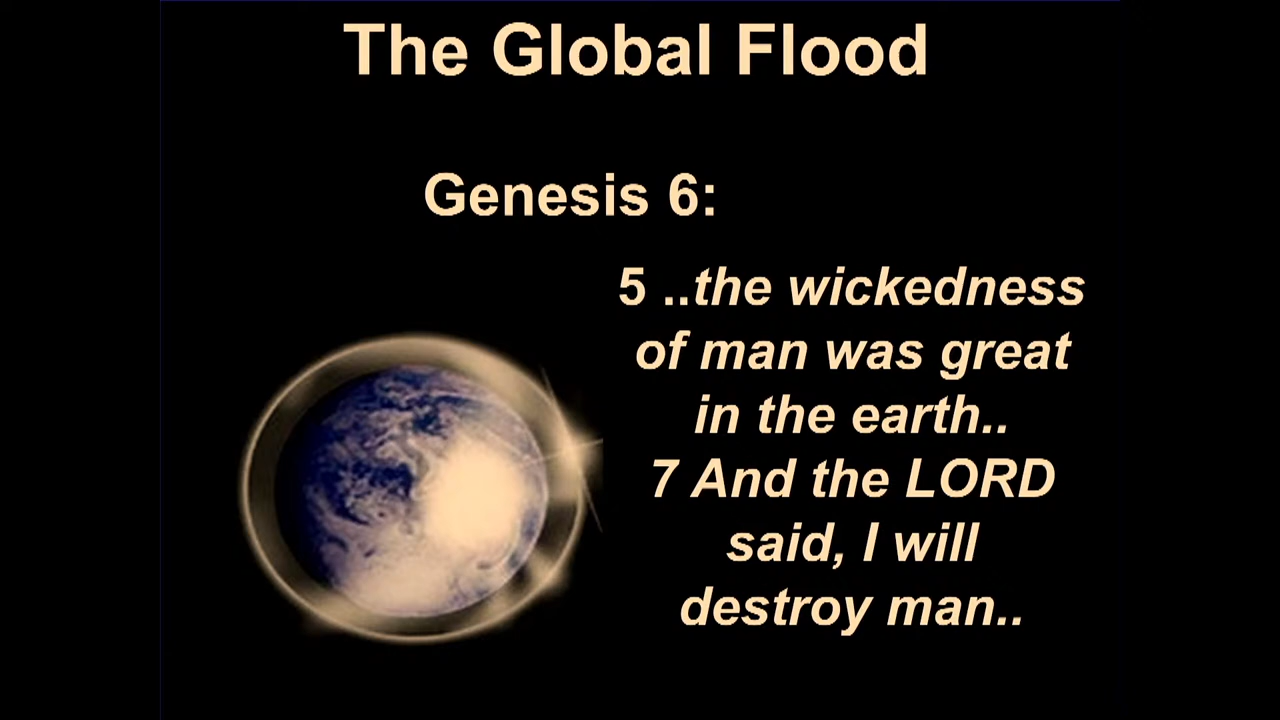 The Global Flood
Genesis 6:
5 ..the wickedness
of man was great
in the earth..
7 And the LORD
said, I will
destroy man..